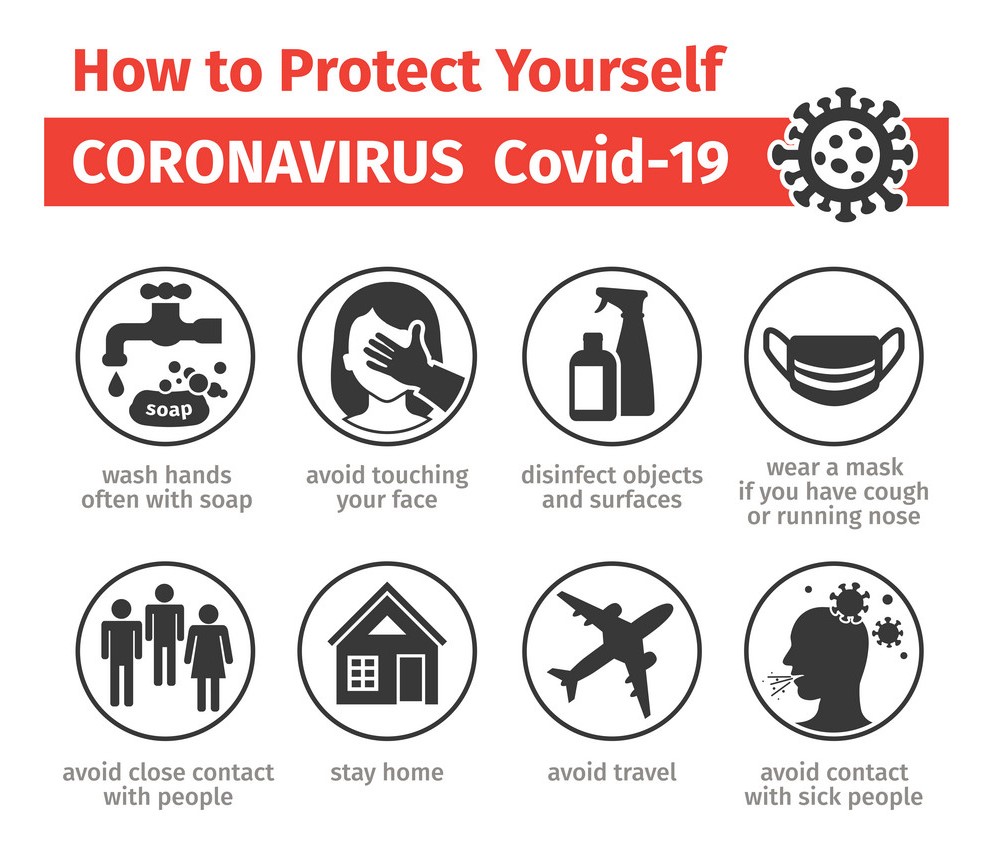 How to Protect Yourself
CORONAVIRUS Covid-19
soap
wash hands
often with soap
avoid touching
your face
disinfect objects
and surfaces
wear a mask
if you have cough
or running nose
avoid close contact
with people
stay home
avoid travel
avoid contact
with sick people